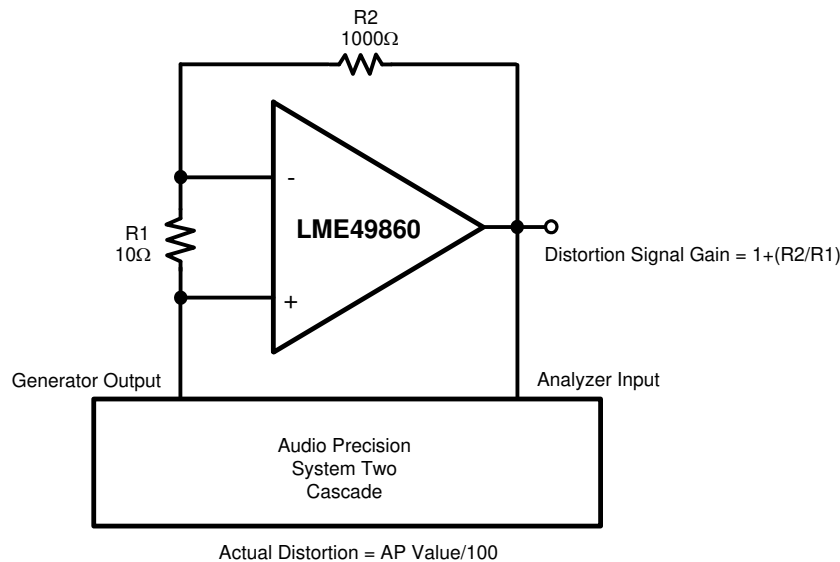 R2
1000Ω
-
R1
10Ω
LME49860
+
Distortion Signal Gain = 1+(R2/R1)
Generator Output
Analyzer Input
Audio Precision
System Two
Cascade
Actual Distortion = AP Value/100